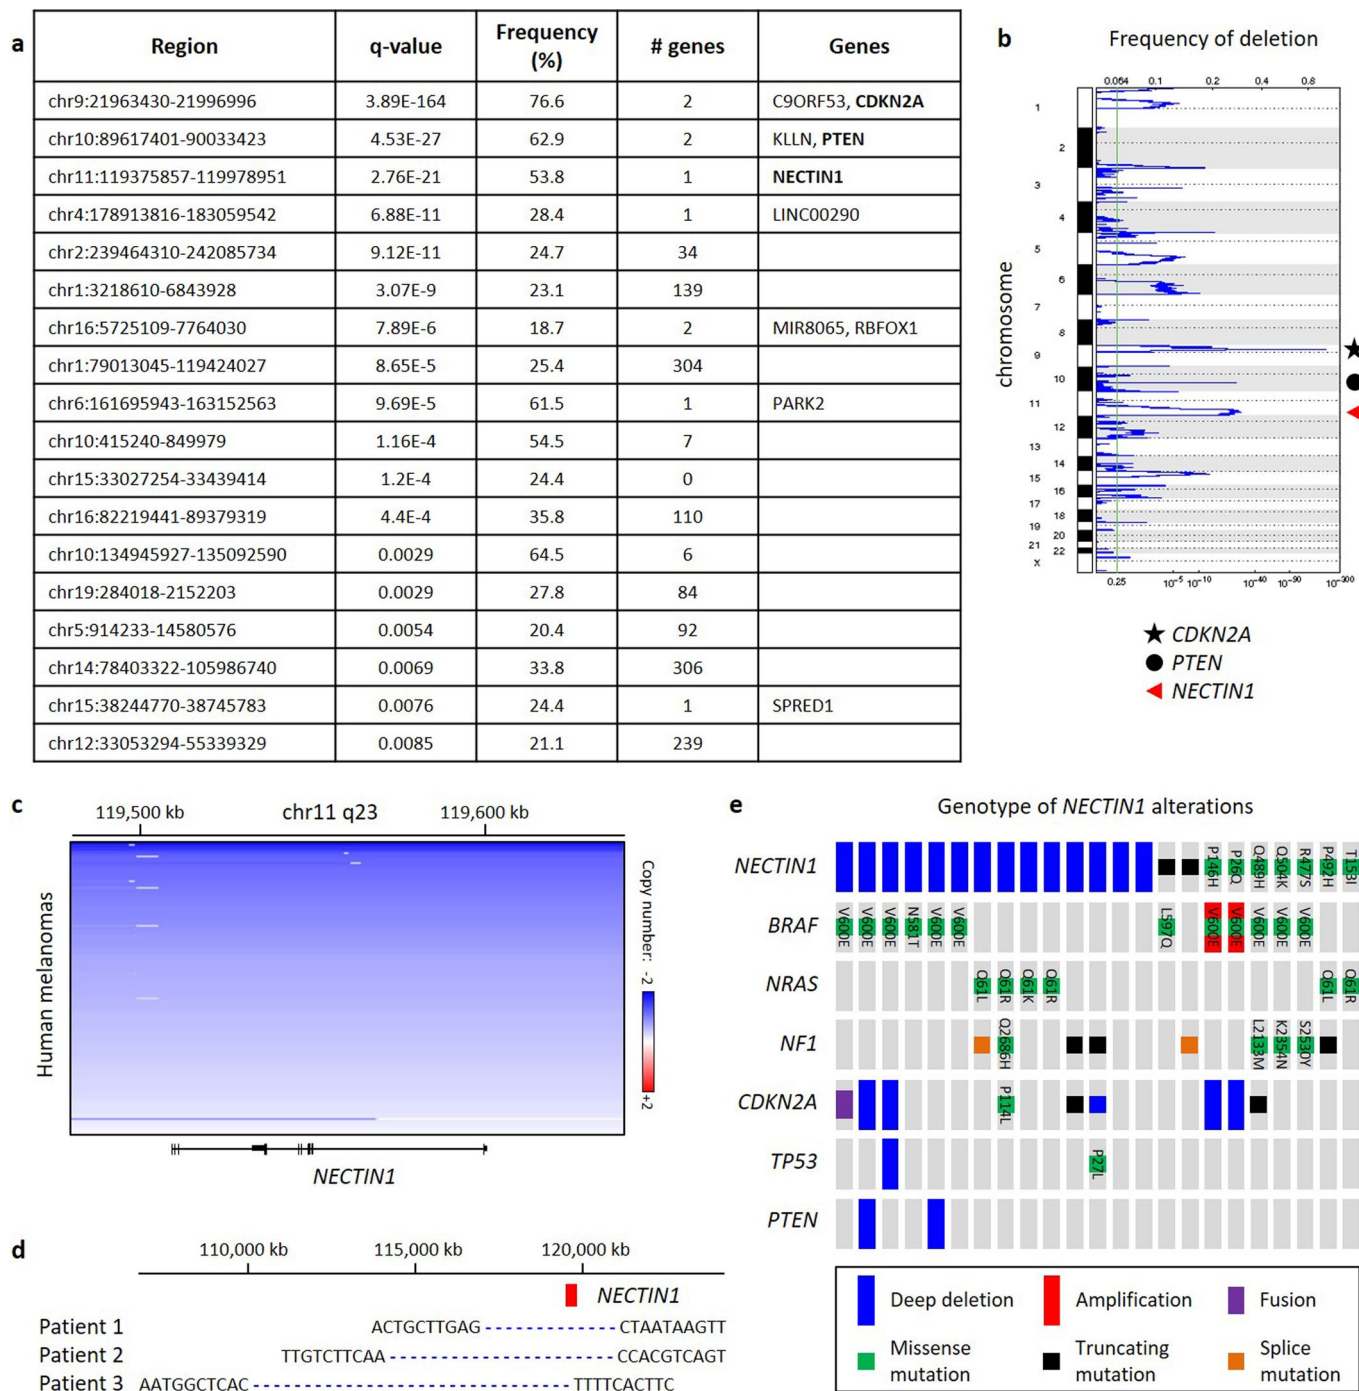 a
Region q-value Frequency (%) # genes Genes
chr9:21963430-21996996 3.89E-164 76.6 2 C9ORF53, CDKN2A
chr10:89617401-90033423 4.53E-27 62.9 2 KLLN, PTEN
chr11:119375857-119978951 2.76E-21 53.8 1 NECTIN1
chr4:178913816-183059542 6.88E-11 28.4 1 LINC00290
chr2:239464310-242085734 9.12E-11 24.7 34
chr1:3218610-6843928 3.07E-9 23.1 139
chr16:5725109-7764030 7.89E-6 18.7 2 MIR8065, RBFOX1
chr1:79013045-119424027 8.65E-5 25.4 304
chr6:161695943-163152563 9.69E-5 61.5 1 PARK2
chr10:415240-849979 1.16E-4 54.5 7
chr15:33027254-33439414 1.2E-4 24.4 0
chr16:82219441-89379319 4.4E-4 35.8 110
chr10:134945927-135092590 0.0029 64.5 6
chr19:284018-2152203 0.0029 27.8 84
chr5:914233-14580576 0.0054 20.4 92
chr14:78403322-105986740 0.0069 33.8 306
chr15:38244770-38745783 0.0076 24.4 1 SPRED1
chr12:33053294-55339329 0.0085 21.1 239
b
Frequency of deletion
0.064 0.1 0.2 0.4 0.8
chromosome
1
2
3
4
5
6
7
8
9
10
11
12
13
14
15
16
17
18
19
20
21
22
X
0.25 10⁻⁵ 10⁻¹⁰ 10⁻⁴⁰ 10⁻⁹⁰ 10⁻³⁰⁰
CDKN2A
PTEN
NECTIN1
c
119,500 kb chr11 q23 119,600 kb
Human melanomas
Copy number: -2 +2
NECTIN1
d
110,000 kb 115,000 kb 120,000 kb
NECTIN1
Patient 1 ACTGCTTGAG CTAATAAGTT
Patient 2 TTGTCTTCAA CCACGTCAGT
Patient 3 AATGGCTCAC TTTTCACTTC
e
Genotype of NECTIN1 alterations
NECTIN1 P146H P26Q Q489H Q504K R477S P492H T153I
BRAF V600E V600E V600E N581T V600E V600E L597Q V600E V600E V600E V600E V600E
NRAS Q61L Q61R Q61K Q61R Q61L Q61R
NF1 Q2686H L2133M K2354N S2530Y
CDKN2A P114L
TP53 P27L
PTEN
Deep deletion Amplification Fusion
Missense mutation Truncating mutation Splice mutation